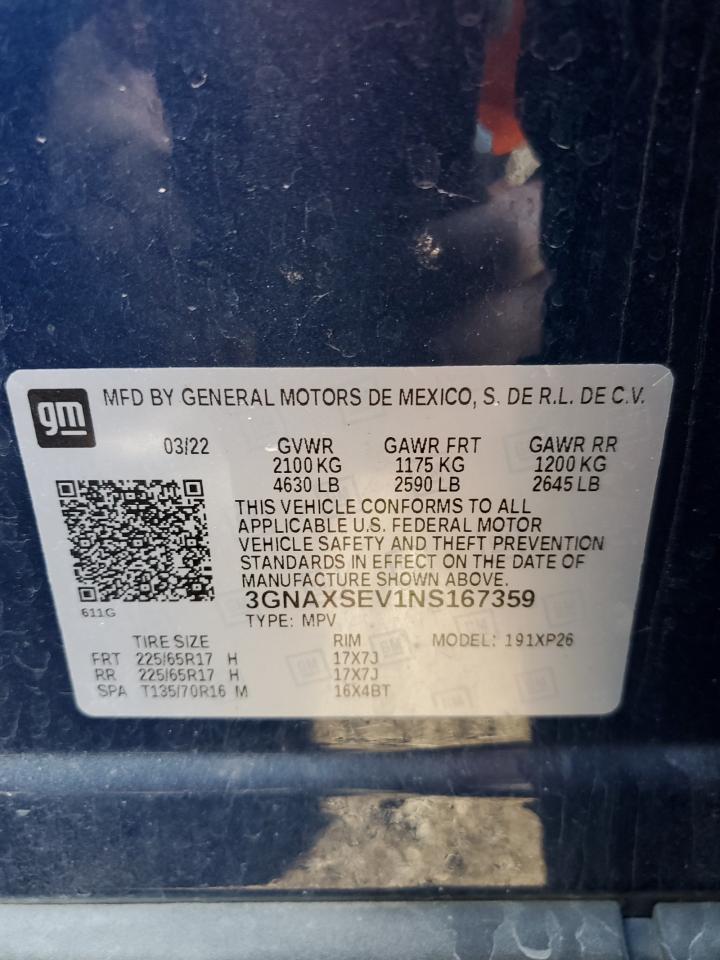 gm
MFD BY GENERAL MOTORS DE MEXICO, S. DE R.L. DE C.V.
03/22 GVWR GAWR FRT GAWR RR
2100 KG 1175 KG 1200 KG
4630 LB 2590 LB 2645 LB
THIS VEHICLE CONFORMS TO ALL
APPLICABLE U.S. FEDERAL MOTOR
VEHICLE SAFETY AND THEFT PREVENTION
STANDARDS IN EFFECT ON THE DATE OF
MANUFACTURE SHOWN ABOVE.
611G
3GNAXSEV1NS167359
TYPE: MPV
TIRE SIZE RIM MODEL: 191XP26
FRT 225/65R17 H 17X7J
RR 225/65R17 H 17X7J
SPA T135/70R16 M 16X4BT